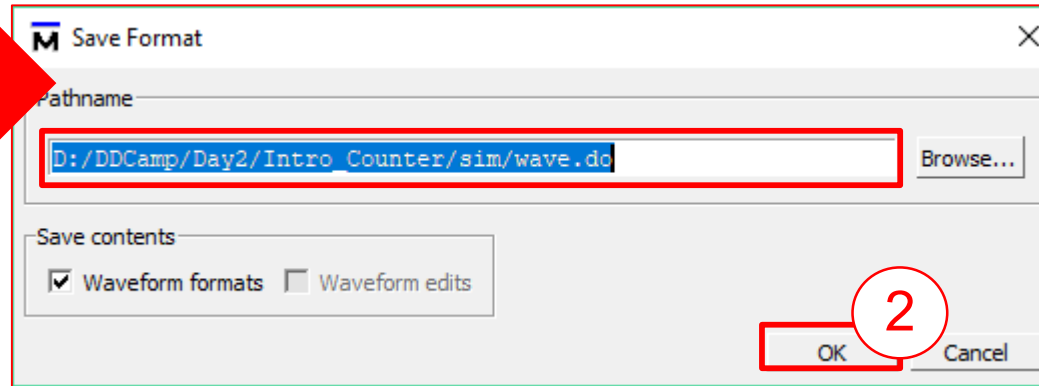 M Save Format
Pathname
D:/DDCamp/Day2/Intro_Counter/sim/wave.do
Browse...
Save contents
Waveform formats
Waveform edits
2
OK
Cancel